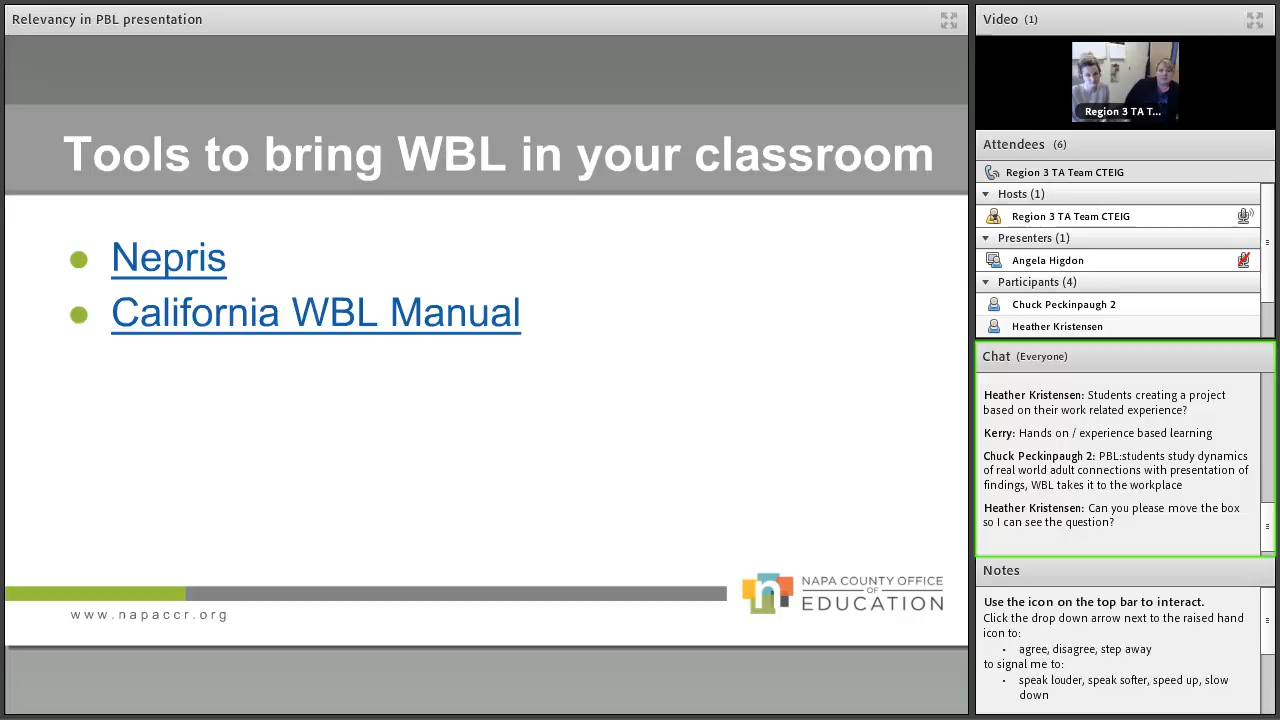 Relevancy in PBL presentation
Tools to bring WBL in your classroom
Nepris
California WBL Manual
NAPA COUNTY OFFICE
OF
EDUCATION
www.napaccr.org
Video (1)
Region 3 TA T...
Attendees (6)
Region 3 TA Team CTEIG
Hosts (1)
Region 3 TA Team CTEIG
Presenters (1)
Angela Higdon
Participants (4)
Chuck Peckinpaugh 2
Heather Kristensen
Chat (Everyone)
Heather Kristensen: Students creating a project
based on their work related experience?
Kerry: Hands on / experience based learning
Chuck Peckinpaugh 2: PBL:students study dynamics
of real world adult connections with presentation of
findings, WBL takes it to the workplace
Heather Kristensen: Can you please move the box
so I can see the question?
Notes
Use the icon on the top bar to interact.
Click the drop down arrow next to the raised hand
icon to:
• agree, disagree, step away
to signal me to:
• speak louder, speak softer, speed up, slow
down